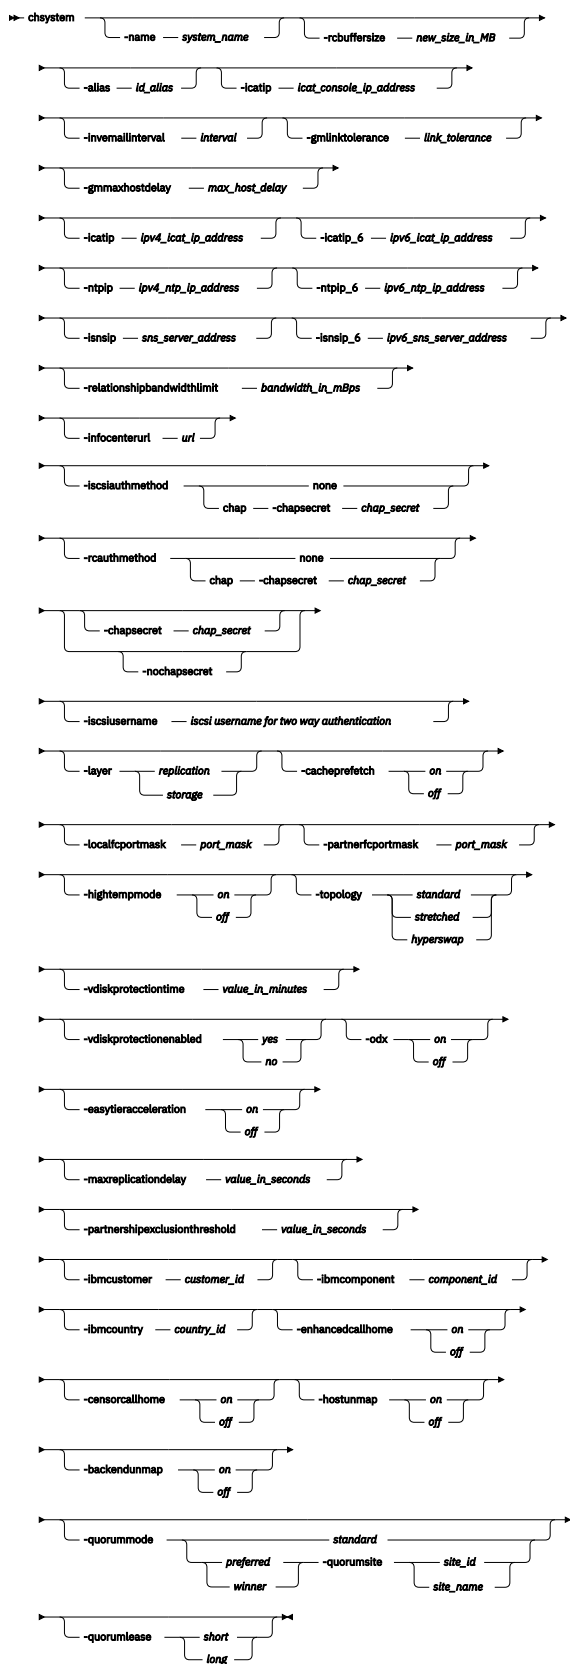 chsystem
-name system_name -rcbuffersize new_size_in_MB
-alias id_alias -icatip icat_console_ip_address
-invemailinterval interval -gmlinktolerance link_tolerance
-gmmaxhostdelay max_host_delay
-icatip ipv4_icat_ip_address -icatip_6 ipv6_icat_ip_address
-ntpip ipv4_ntp_ip_address -ntpip_6 ipv6_ntp_ip_address
-isnsip sns_server_address -isnsip_6 ipv6_sns_server_address
-relationshipbandwidthlimit bandwidth_in_mBps
-infocenterurl url
-iscsiauthmethod none
chap -chapsecret chap_secret
-rcauthmethod none
chap -chapsecret chap_secret
-chapsecret chap_secret
-nochapsecret
-iscsiusername iscsi username for two way authentication
-layer replication -cacheprefetch on
storage off
-localfcportmask port_mask -partnerfcportmask port_mask
-hightempmode on -topology standard
off stretched
hyperswap
-vdiskprotectiontime value_in_minutes
-vdiskprotectionenabled yes -odx on
no off
-easytieracceleration on
off
-maxreplicationdelay value_in_seconds
-partnershipexclusionthreshold value_in_seconds
-ibmcustomer customer_id -ibmcomponent component_id
-ibmcountry country_id -enhancedcallhome on
off
-censorcallhome on -hostunmap on
off off
-backendunmap on
off
-quorummode standard
preferred -quorumsite site_id
winner site_name
-quorumlease short
long